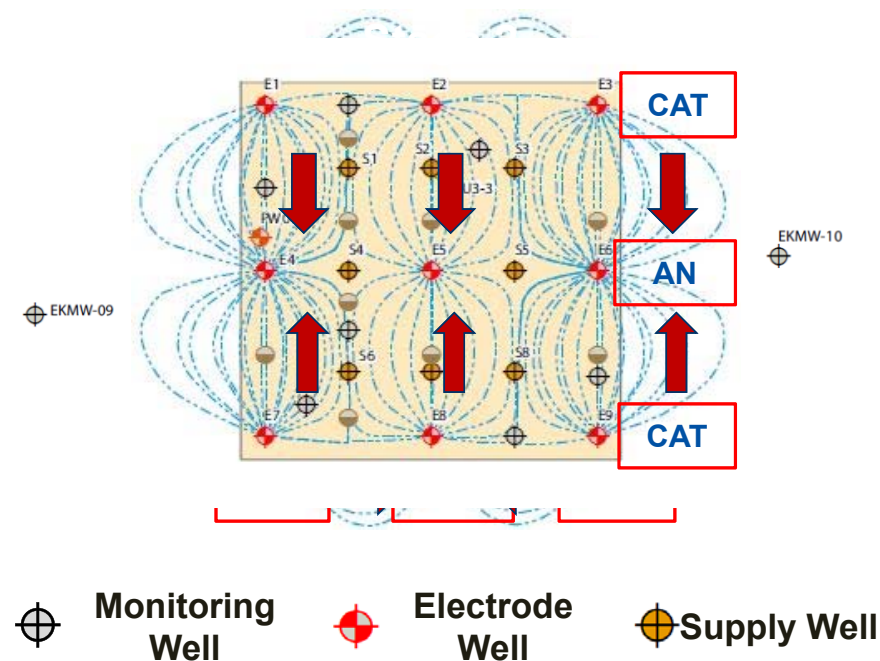 E1
E2
E3
CAT
S1
S2
S3
U3-3
PW
E4
S4
E5
S5
E6
AN
EKMW-10
EKMW-09
S6
S8
E7
E8
E9
CAT
Monitoring
Well
Electrode
Well
Supply Well